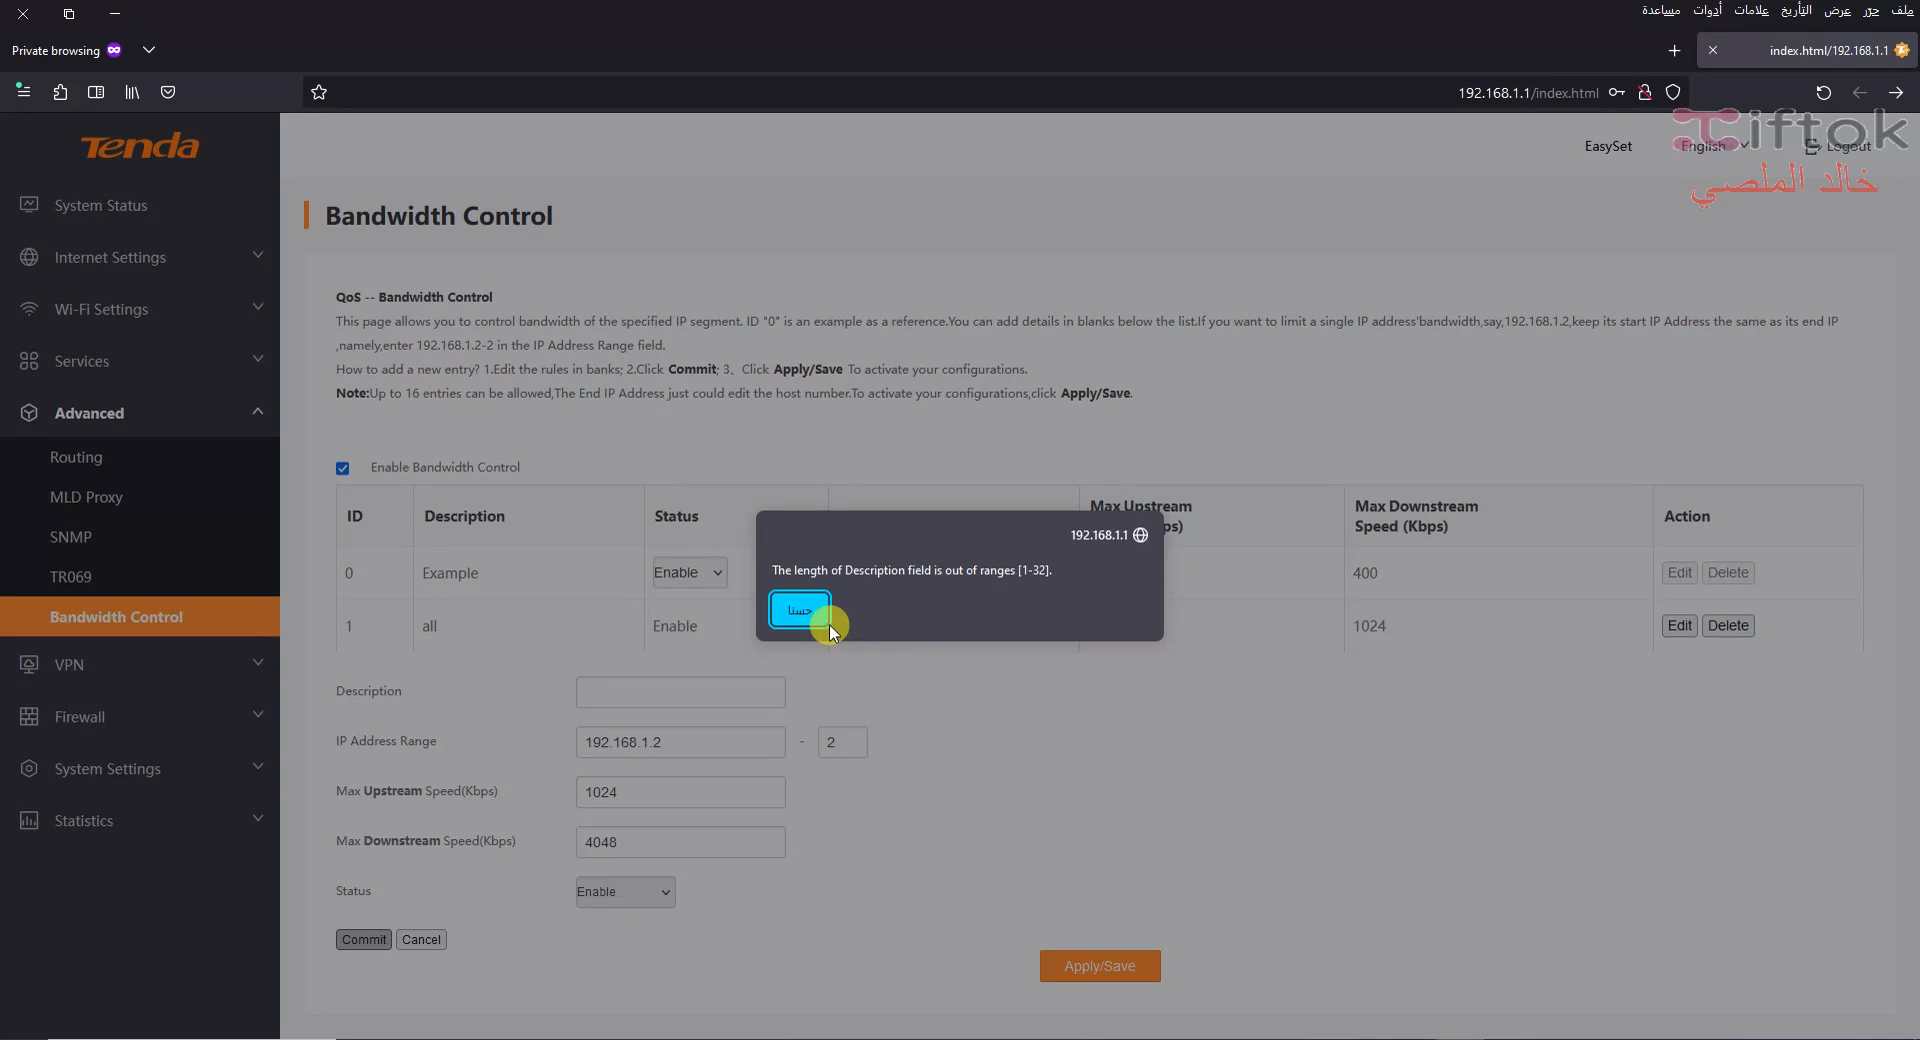 ملف حرّر عرض التأريخ علامات أدوات مساعدة
Private browsing
index.html/192.168.1.1
192.168.1.1/index.html
Tenda
EasySet
English
Logout
iftok
خالد الملصي
System Status
Internet Settings
Wi-Fi Settings
Services
Advanced
Routing
MLD Proxy
SNMP
TR069
Bandwidth Control
VPN
Firewall
System Settings
Statistics
Bandwidth Control
QoS -- Bandwidth Control
This page allows you to control bandwidth of the specified IP segment. ID "0" is an example as a reference.You can add details in blanks below the list.If you want to limit a single IP address'bandwidth,say,192.168.1.2,keep its start IP Address the same as its end IP
,namely,enter 192.168.1.2-2 in the IP Address Range field.
How to add a new entry? 1.Edit the rules in banks; 2.Click Commit; 3、Click Apply/Save To activate your configurations.
Note:Up to 16 entries can be allowed,The End IP Address just could edit the host number.To activate your configurations,click Apply/Save.
Enable Bandwidth Control
ID Description Status Max Upstream ps) Max Downstream Speed (Kbps) Action
0 Example Enable 400 Edit Delete
1 all Enable 1024 Edit Delete
192.168.1.1
The length of Description field is out of ranges [1-32].
حسنا
Description
IP Address Range 192.168.1.2 - 2
Max Upstream Speed(Kbps) 1024
Max Downstream Speed(Kbps) 4048
Status Enable
Commit Cancel
Apply/Save